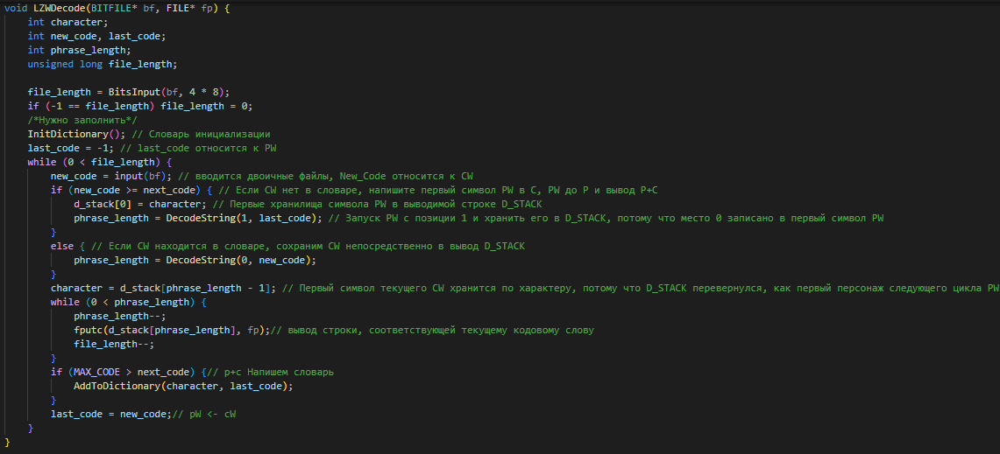 void LZWDecode(BITFILE* bf, FILE* fp) {
    int character;
    int new_code, last_code;
    int phrase_length;
    unsigned long file_length;

    file_length = BitsInput(bf, 4 * 8);
    if (-1 == file_length) file_length = 0;
    /*Нужно заполнить*/
    InitDictionary(); // Словарь инициализации
    last_code = -1; // last_code относится к PW
    while (0 < file_length) {
        new_code = input(bf); // вводится двоичные файлы, New_Code относится к CW
        if (new_code >= next_code) { // Если CW нет в словаре, напишите первый символ PW в C, PW до P и вывод P+C
            d_stack[0] = character; // Первые хранилища символа PW в выводимой строке D_STACK
            phrase_length = DecodeString(1, last_code); // Запуск PW с позиции 1 и хранить его в D_STACK, потому что место 0 записано в первый символ PW
        }
        else { // Если CW находится в словаре, сохраним CW непосредственно в вывод D_STACK
            phrase_length = DecodeString(0, new_code);
        }
        character = d_stack[phrase_length - 1]; // Первый символ текущего CW хранится по характеру, потому что D_STACK перевернулся, как первый персонаж следующего цикла PW
        while (0 < phrase_length) {
            phrase_length--;
            fputc(d_stack[phrase_length], fp);// вывод строки, соответствующей текущему кодовому слову
            file_length--;
        }
        if (MAX_CODE > next_code) {// p+c Напишем словарь
            AddToDictionary(character, last_code);
        }
        last_code = new_code;// pW <- cW
    }
}